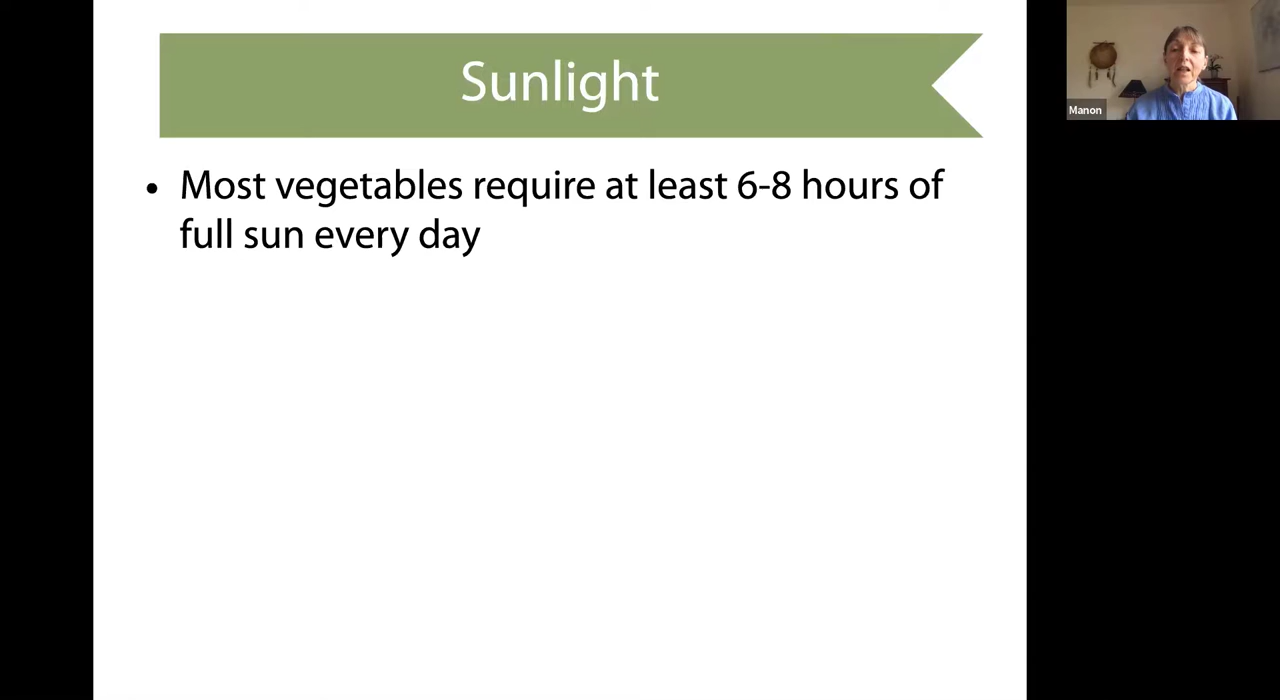 Sunlight
• Most vegetables require at least 6-8 hours of
full sun every day
Manon